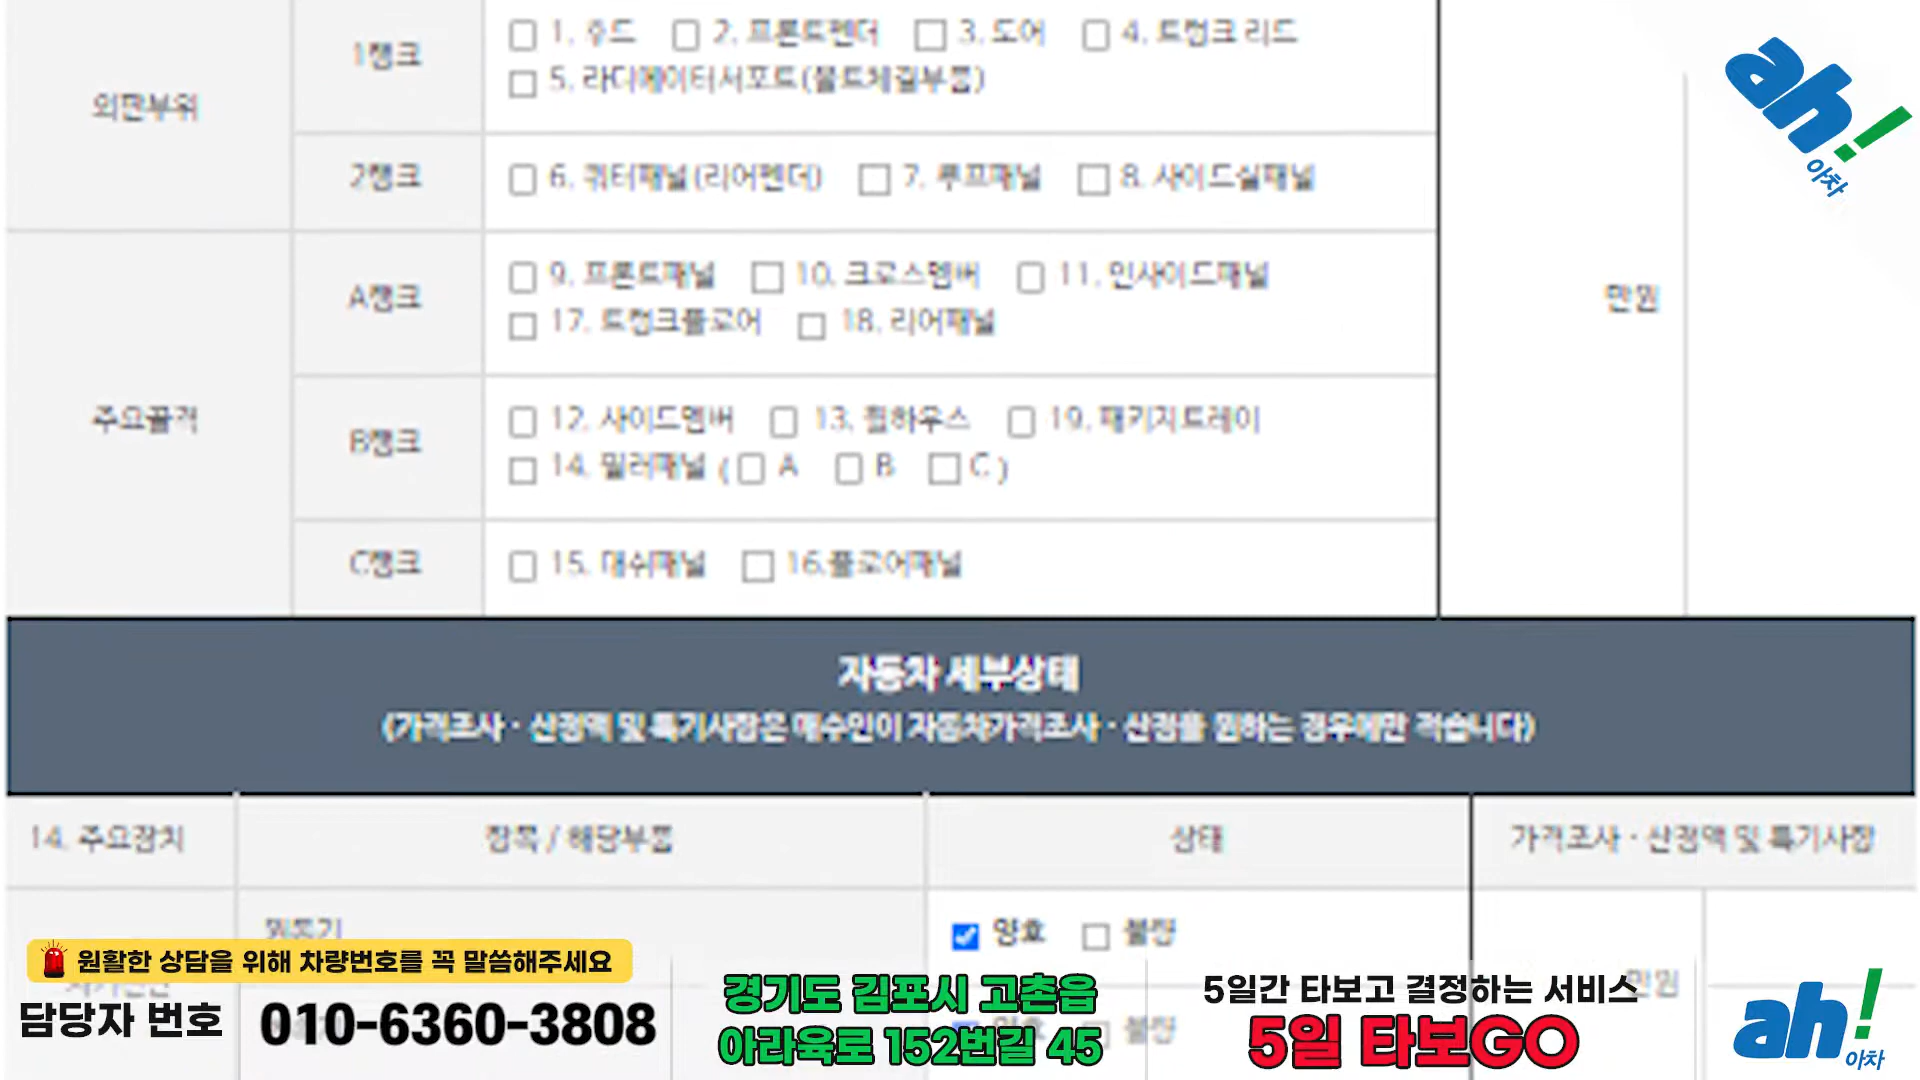 외판부위
1랭크
1. 후드 2. 프론트펜더 3. 도어 4. 트렁크 리드
5. 라디에이터서포트(볼트체결부품)
2랭크
6. 쿼터패널(리어펜더) 7. 루프패널 8. 사이드실패널
주요골격
A랭크
9. 프론트패널 10. 크로스멤버 11. 인사이드패널
17. 트렁크플로어 18. 리어패널
B랭크
12. 사이드멤버 13. 휠하우스 19. 패키지트레이
14. 필러패널 ( A B C )
C랭크
15. 대쉬패널 16.플로어패널
만원
ah!
아차
자동차 세부상태
(가격조사 · 산정액 및 특기사항은 매수인이 자동차가격조사 · 산정을 원하는 경우에만 적습니다)
14. 주요장치 항목 / 해당부품 상태 가격조사 · 산정액 및 특기사항
원동기 양호 불량
만원
양호 불량
원활한 상담을 위해 차량번호를 꼭 말씀해주세요
담당자 번호 010-6360-3808
경기도 김포시 고촌읍
아라육로 152번길 45
5일간 타보고 결정하는 서비스
5일 타보GO
ah!
아차